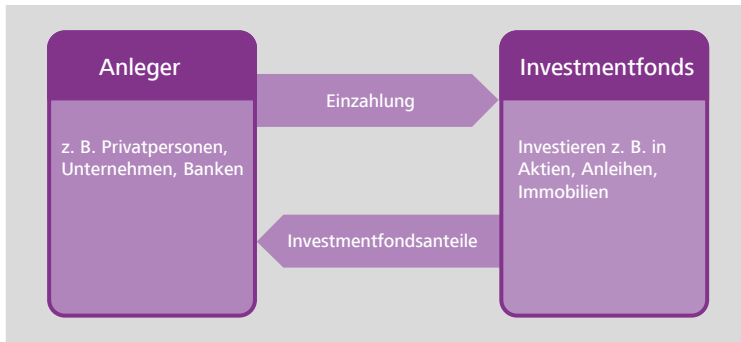 Anleger
z. B. Privatpersonen,
Unternehmen, Banken
Einzahlung
Investmentfondsanteile
Investmentfonds
Investieren z. B. in
Aktien, Anleihen,
Immobilien